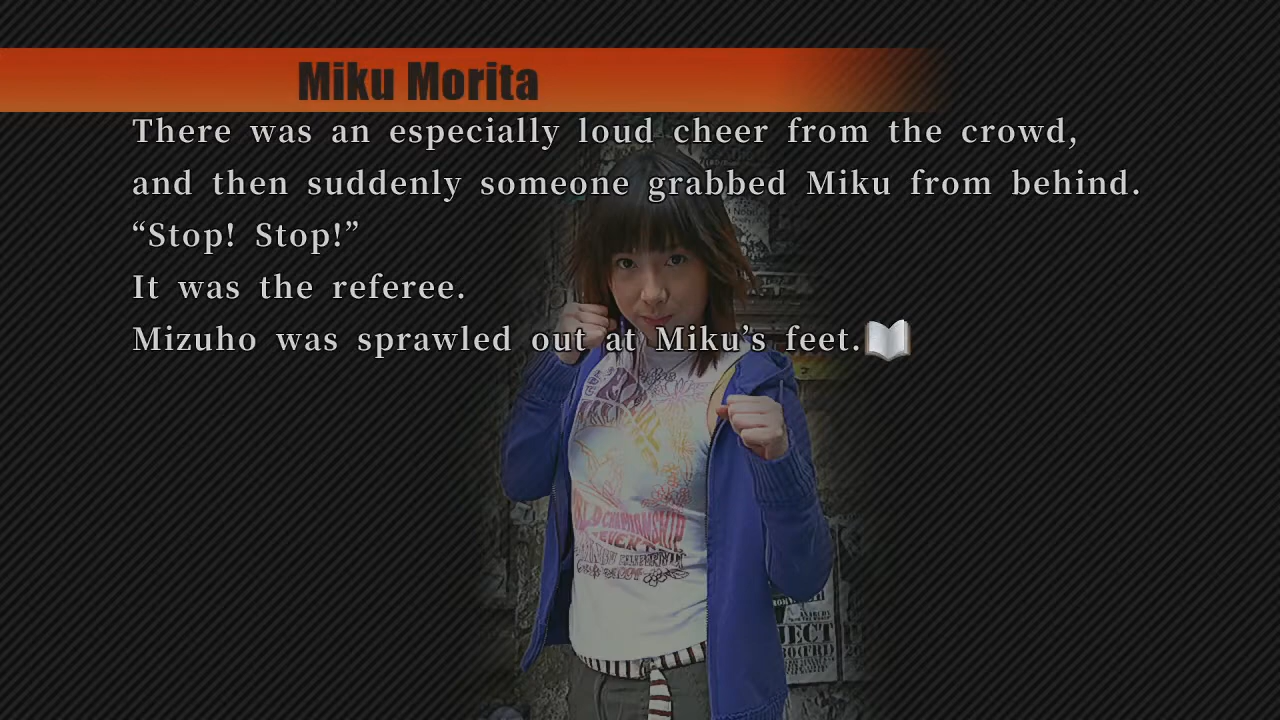 Miku Morita
There was an especially loud cheer from the crowd,
and then suddenly someone grabbed Miku from behind.
“Stop! Stop!”
It was the referee.
Mizuho was sprawled out at Miku’s feet.